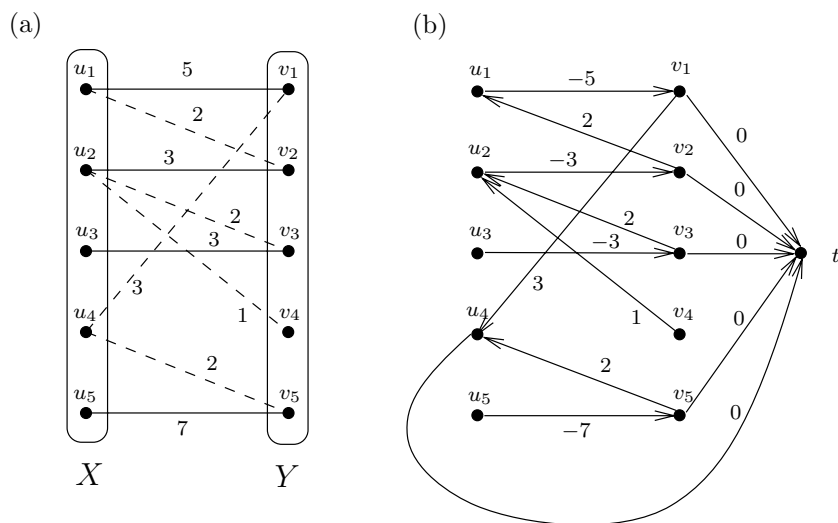 (a)
u₁ 5 v₁
2
u₂ 3 v₂
2
u₃ 3 v₃
3
u₄ 1 v₄
2
u₅ 7 v₅
X Y
(b)
u₁ −5 v₁
2
0
u₂ −3 v₂
0
2
u₃ −3 v₃ 0
t
3
u₄ 1 v₄
0
2
u₅ −7 v₅
0